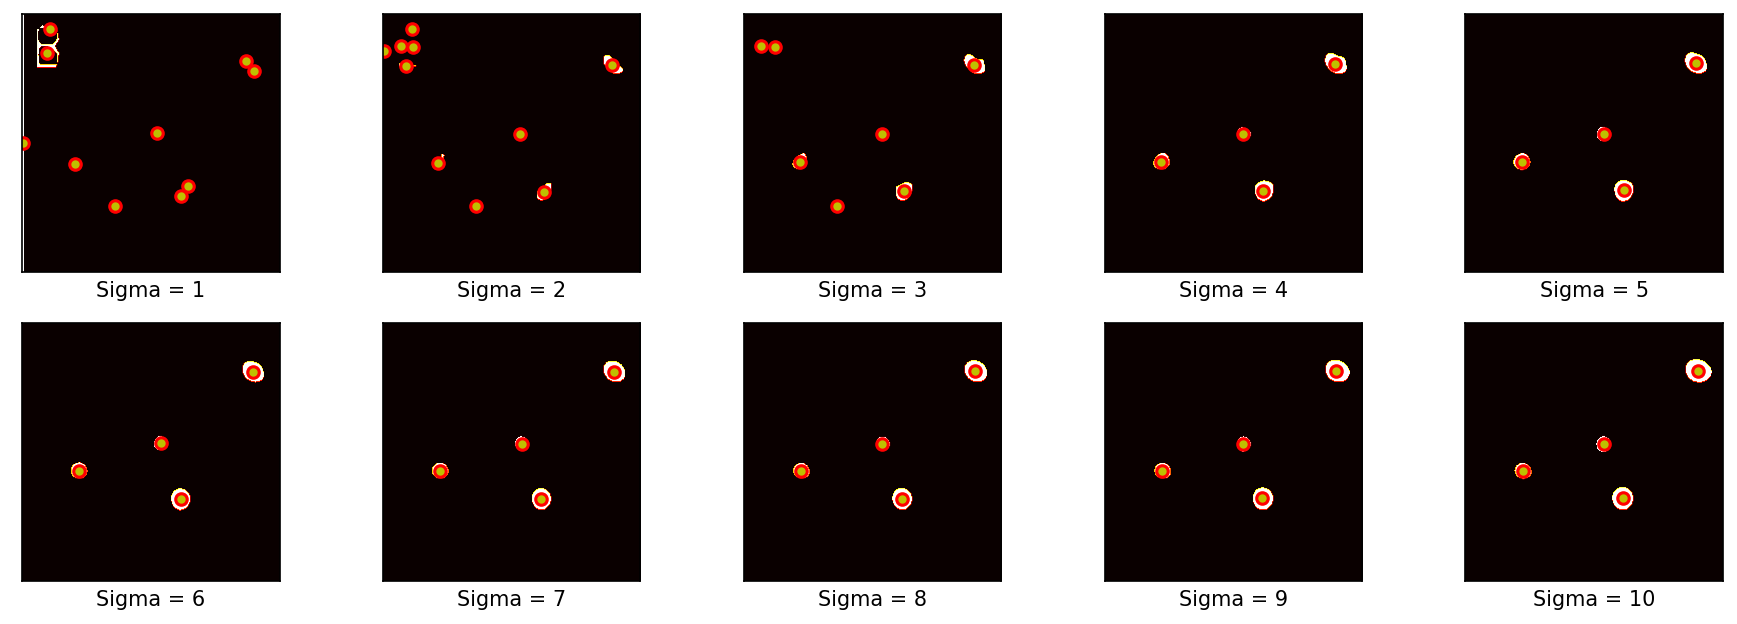 Sigma = 1
Sigma = 2
Sigma = 3
Sigma = 4
Sigma = 5
Sigma = 6
Sigma = 7
Sigma = 8
Sigma = 9
Sigma = 10